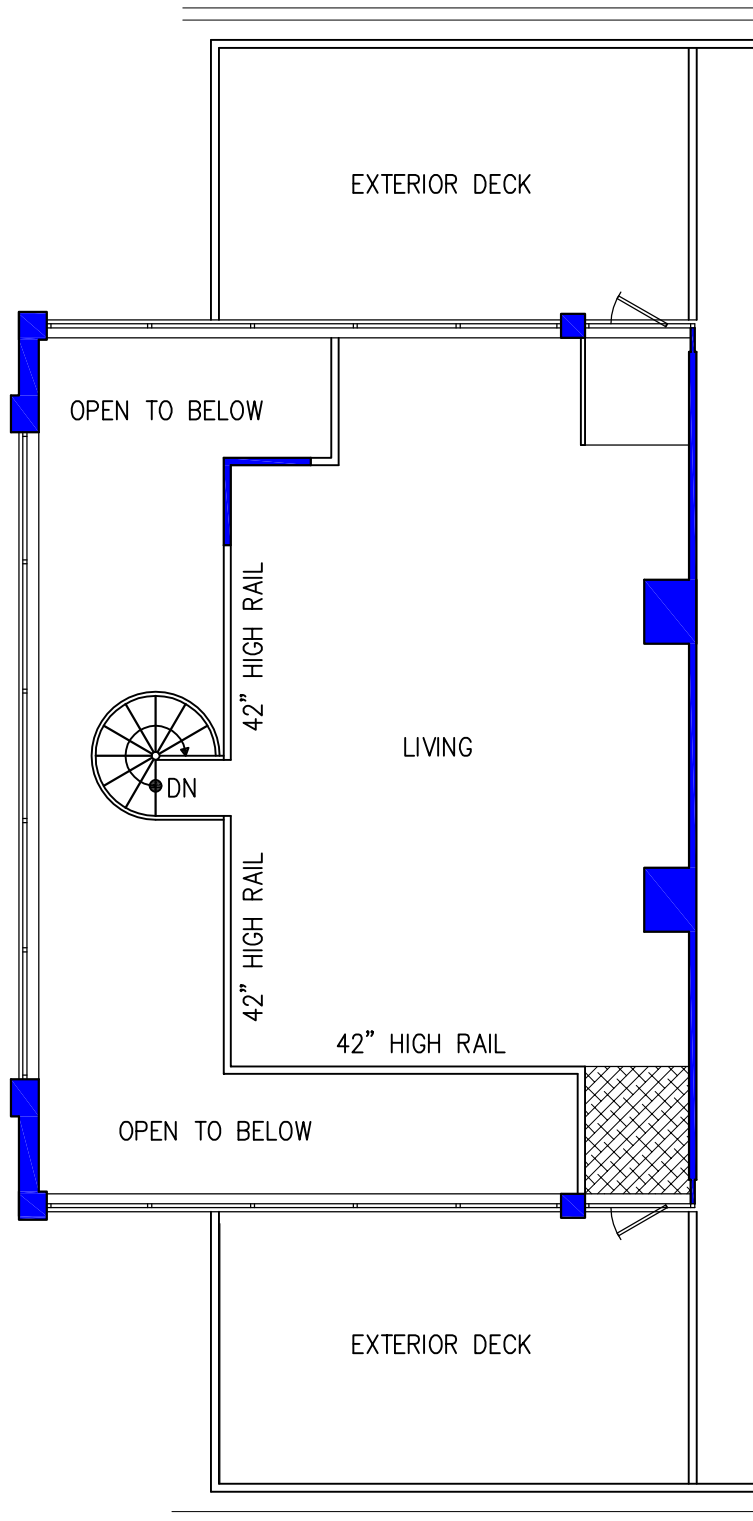 EXTERIOR DECK
OPEN TO BELOW
42” HIGH RAIL
LIVING
DN
42” HIGH RAIL
42” HIGH RAIL
OPEN TO BELOW
EXTERIOR DECK